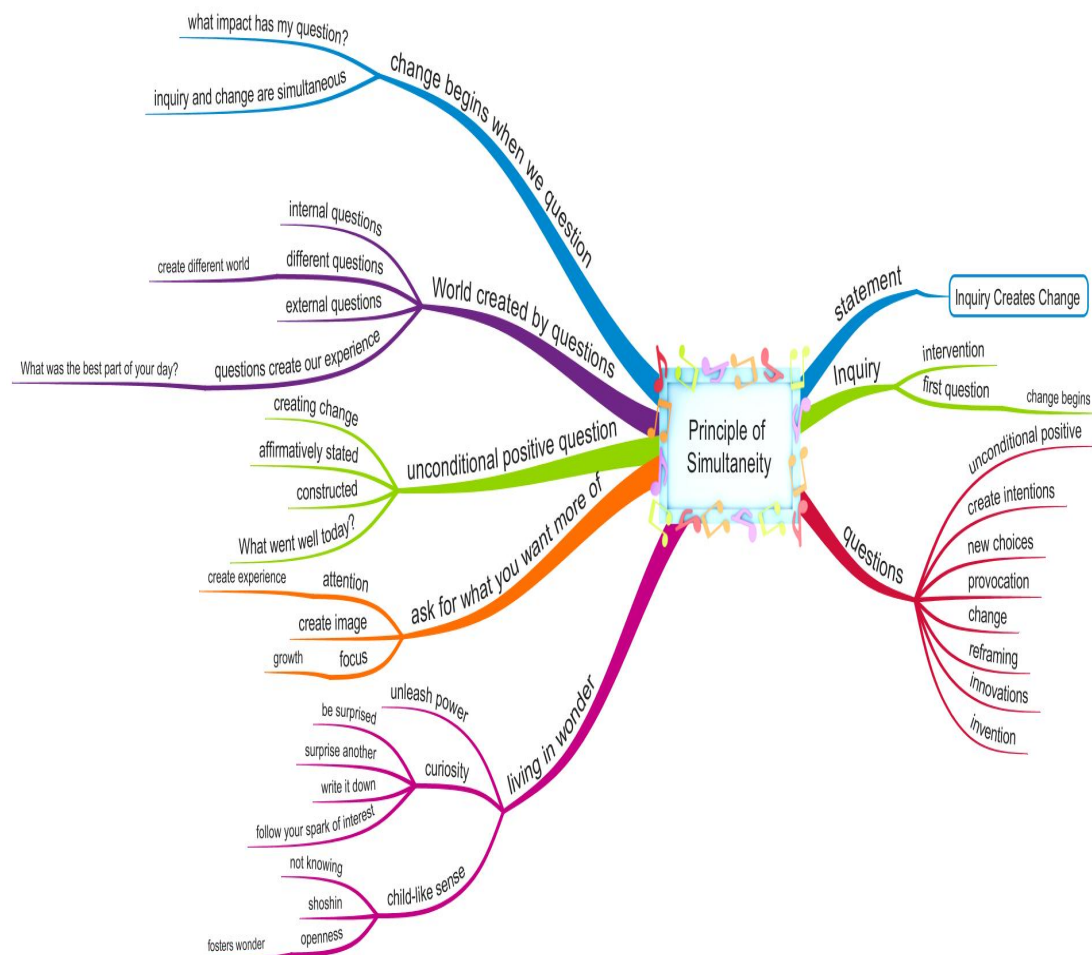 what impact has my question?
inquiry and change are simultaneous
change begins when we question
internal questions
different questions
create different world
external questions
questions create our experience
What was the best part of your day?
World created by questions
creating change
affirmatively stated
constructed
What went well today?
unconditional positive question
attention
create experience
create image
focus
growth
ask for what you want more of
unleash power
be surprised
surprise another
write it down
follow your spark of interest
curiosity
not knowing
shoshin
openness
fosters wonder
child-like sense
living in wonder
Principle of
Simultaneity
statement
Inquiry Creates Change
Inquiry
intervention
first question
change begins
questions
unconditional positive
create intentions
new choices
provocation
change
reframing
innovations
invention